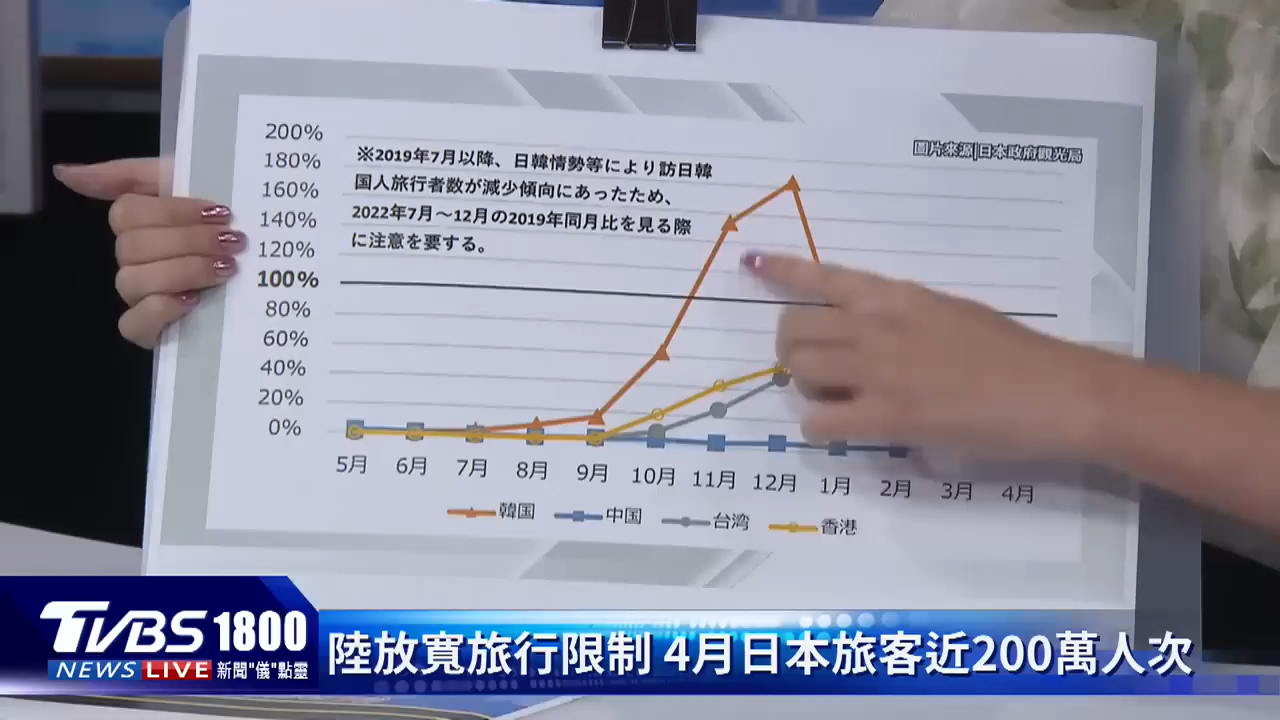 200%
180%
160%
140%
120%
100%
80%
60%
40%
20%
0%
※2019年7月以降、日韓情勢等により訪日韓
国人旅行者数が減少傾向にあったため、
2022年7月～12月の2019年同月比を見る際
に注意を要する。
圖片來源|日本政府觀光局
5月 6月 7月 8月 9月 10月 11月 12月 1月 2月 3月 4月
韓国 中国 台湾 香港
TVBS 1800
NEWS LIVE 新聞"儀"點靈
陸放寬旅行限制 4月日本旅客近200萬人次